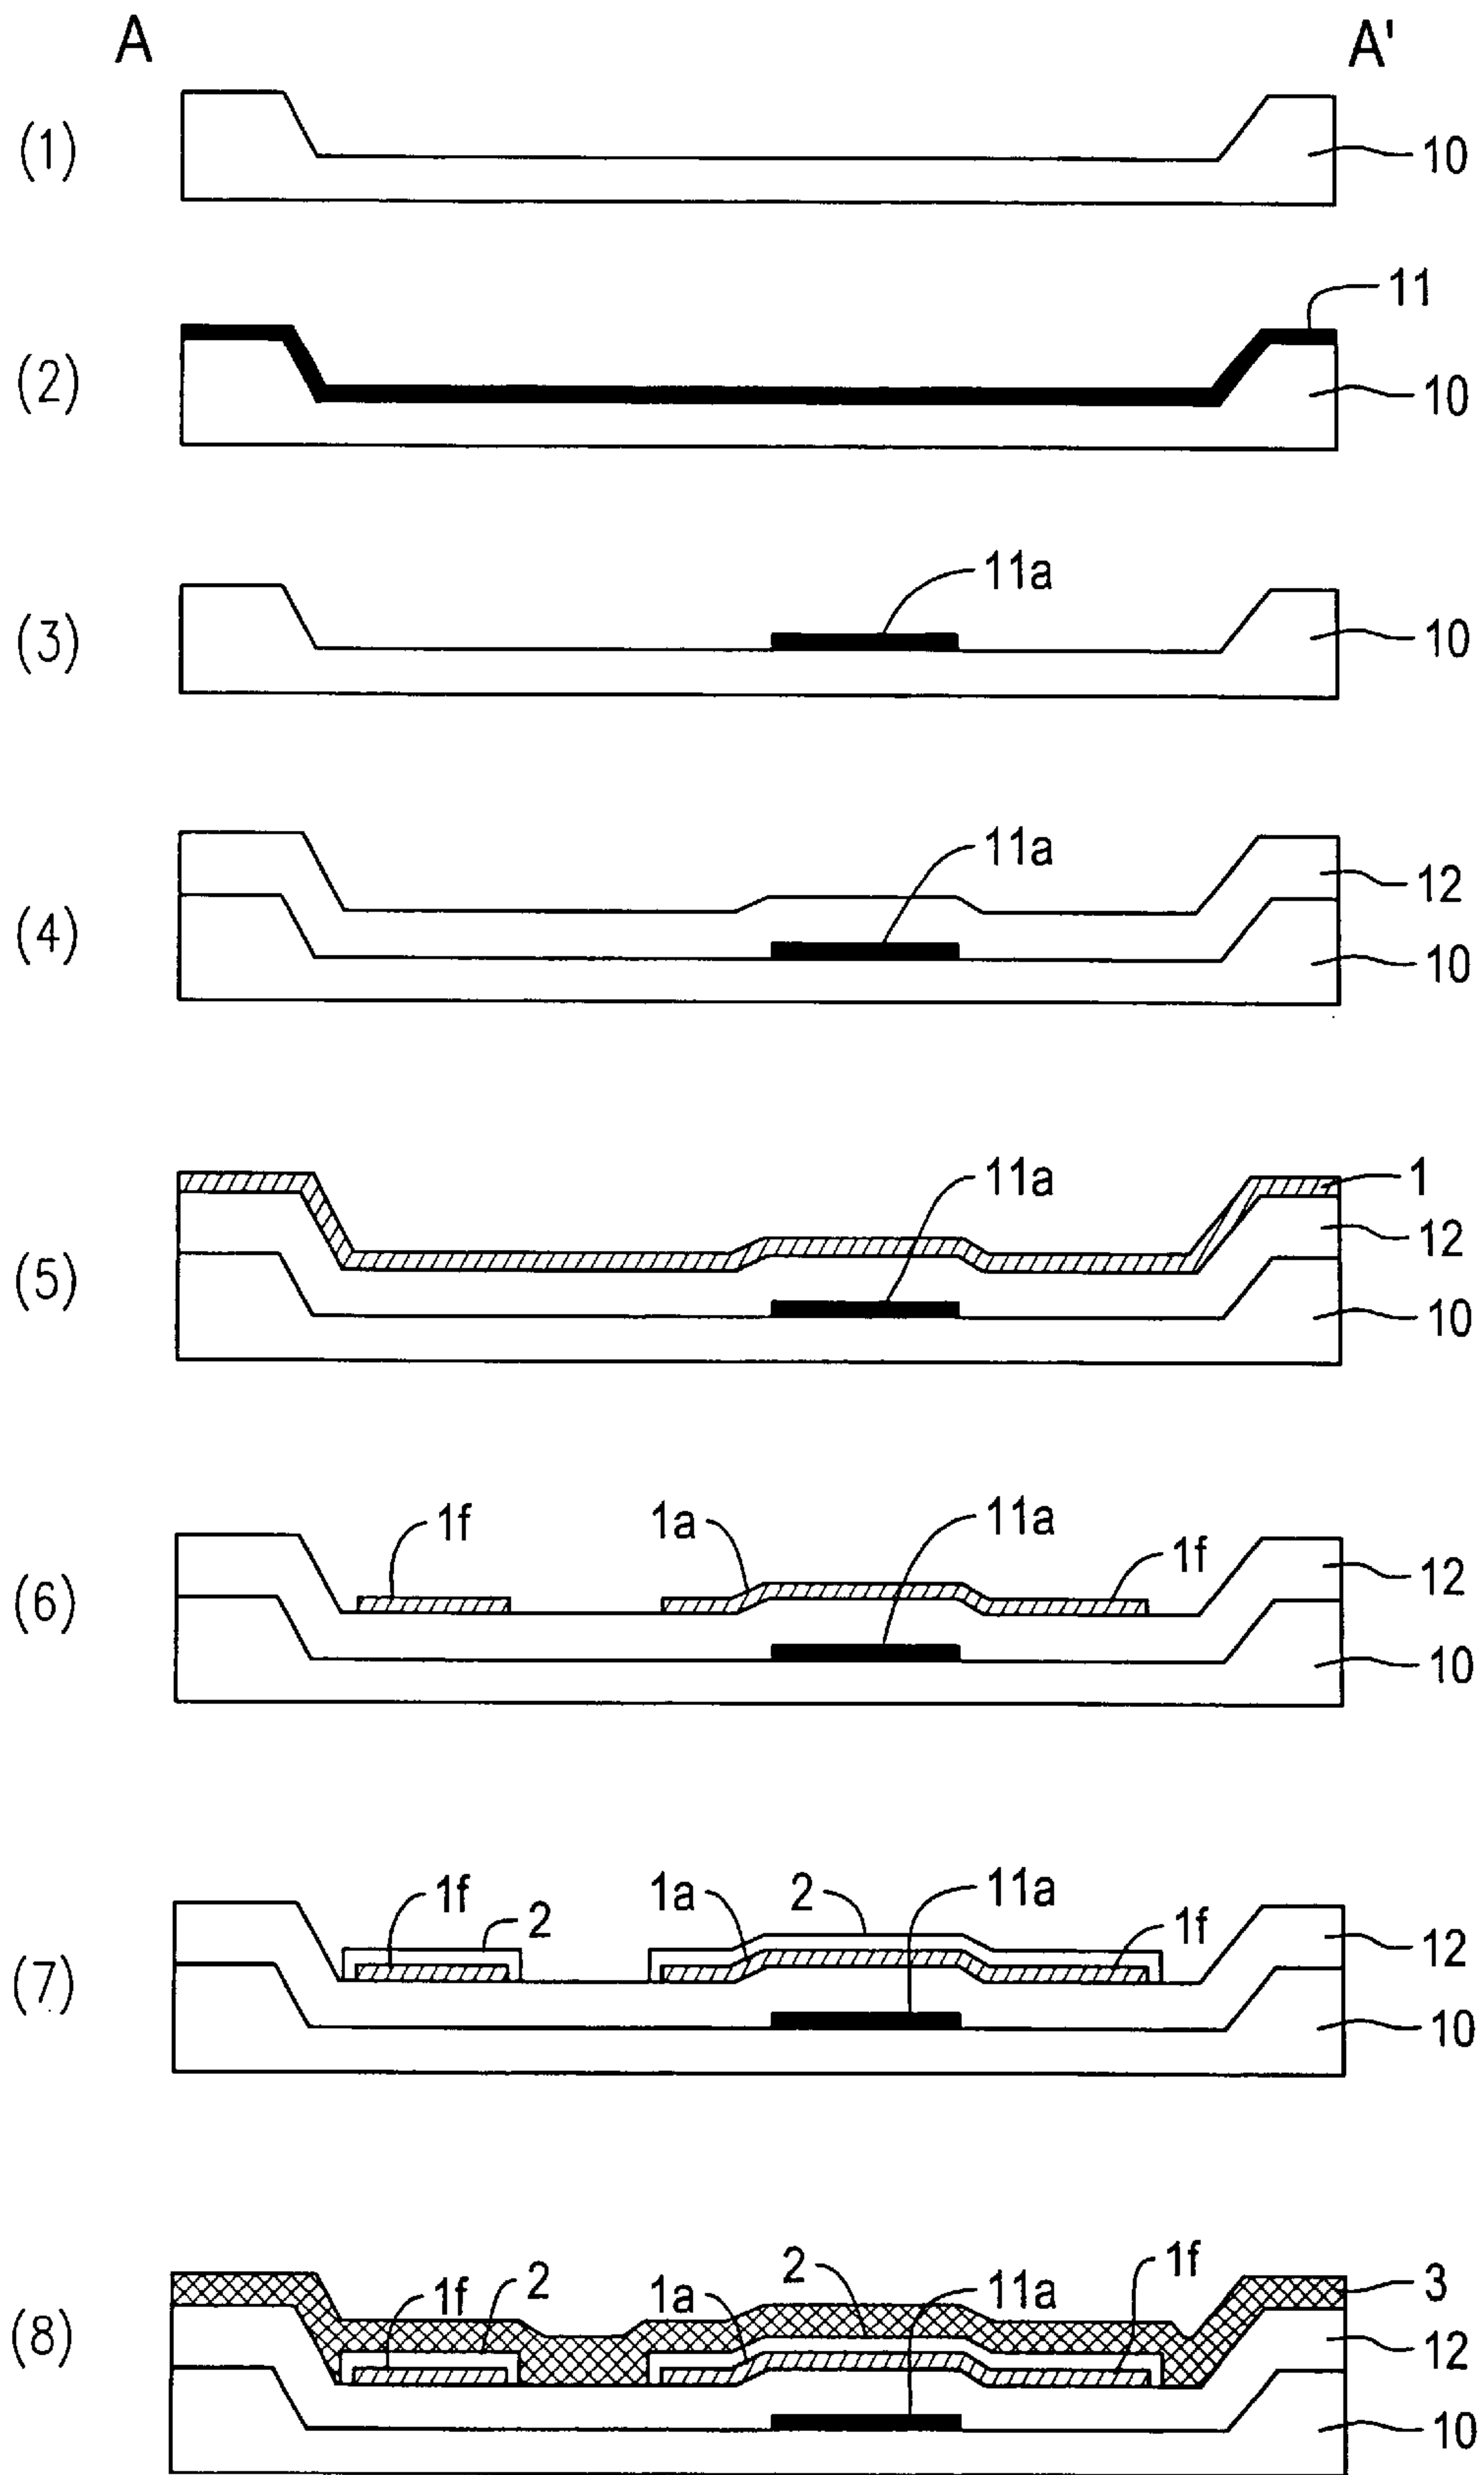 A A'
(1) 10
11
(2) 10
11a
(3) 10
11a
12
(4) 10
11a 1
12
(5) 10
1f 1a 11a 1f
12
(6) 10
1f 2 1a 2 11a 1f
12
(7) 10
1f 2 1a 2 11a 1f 3
(8) 12
10